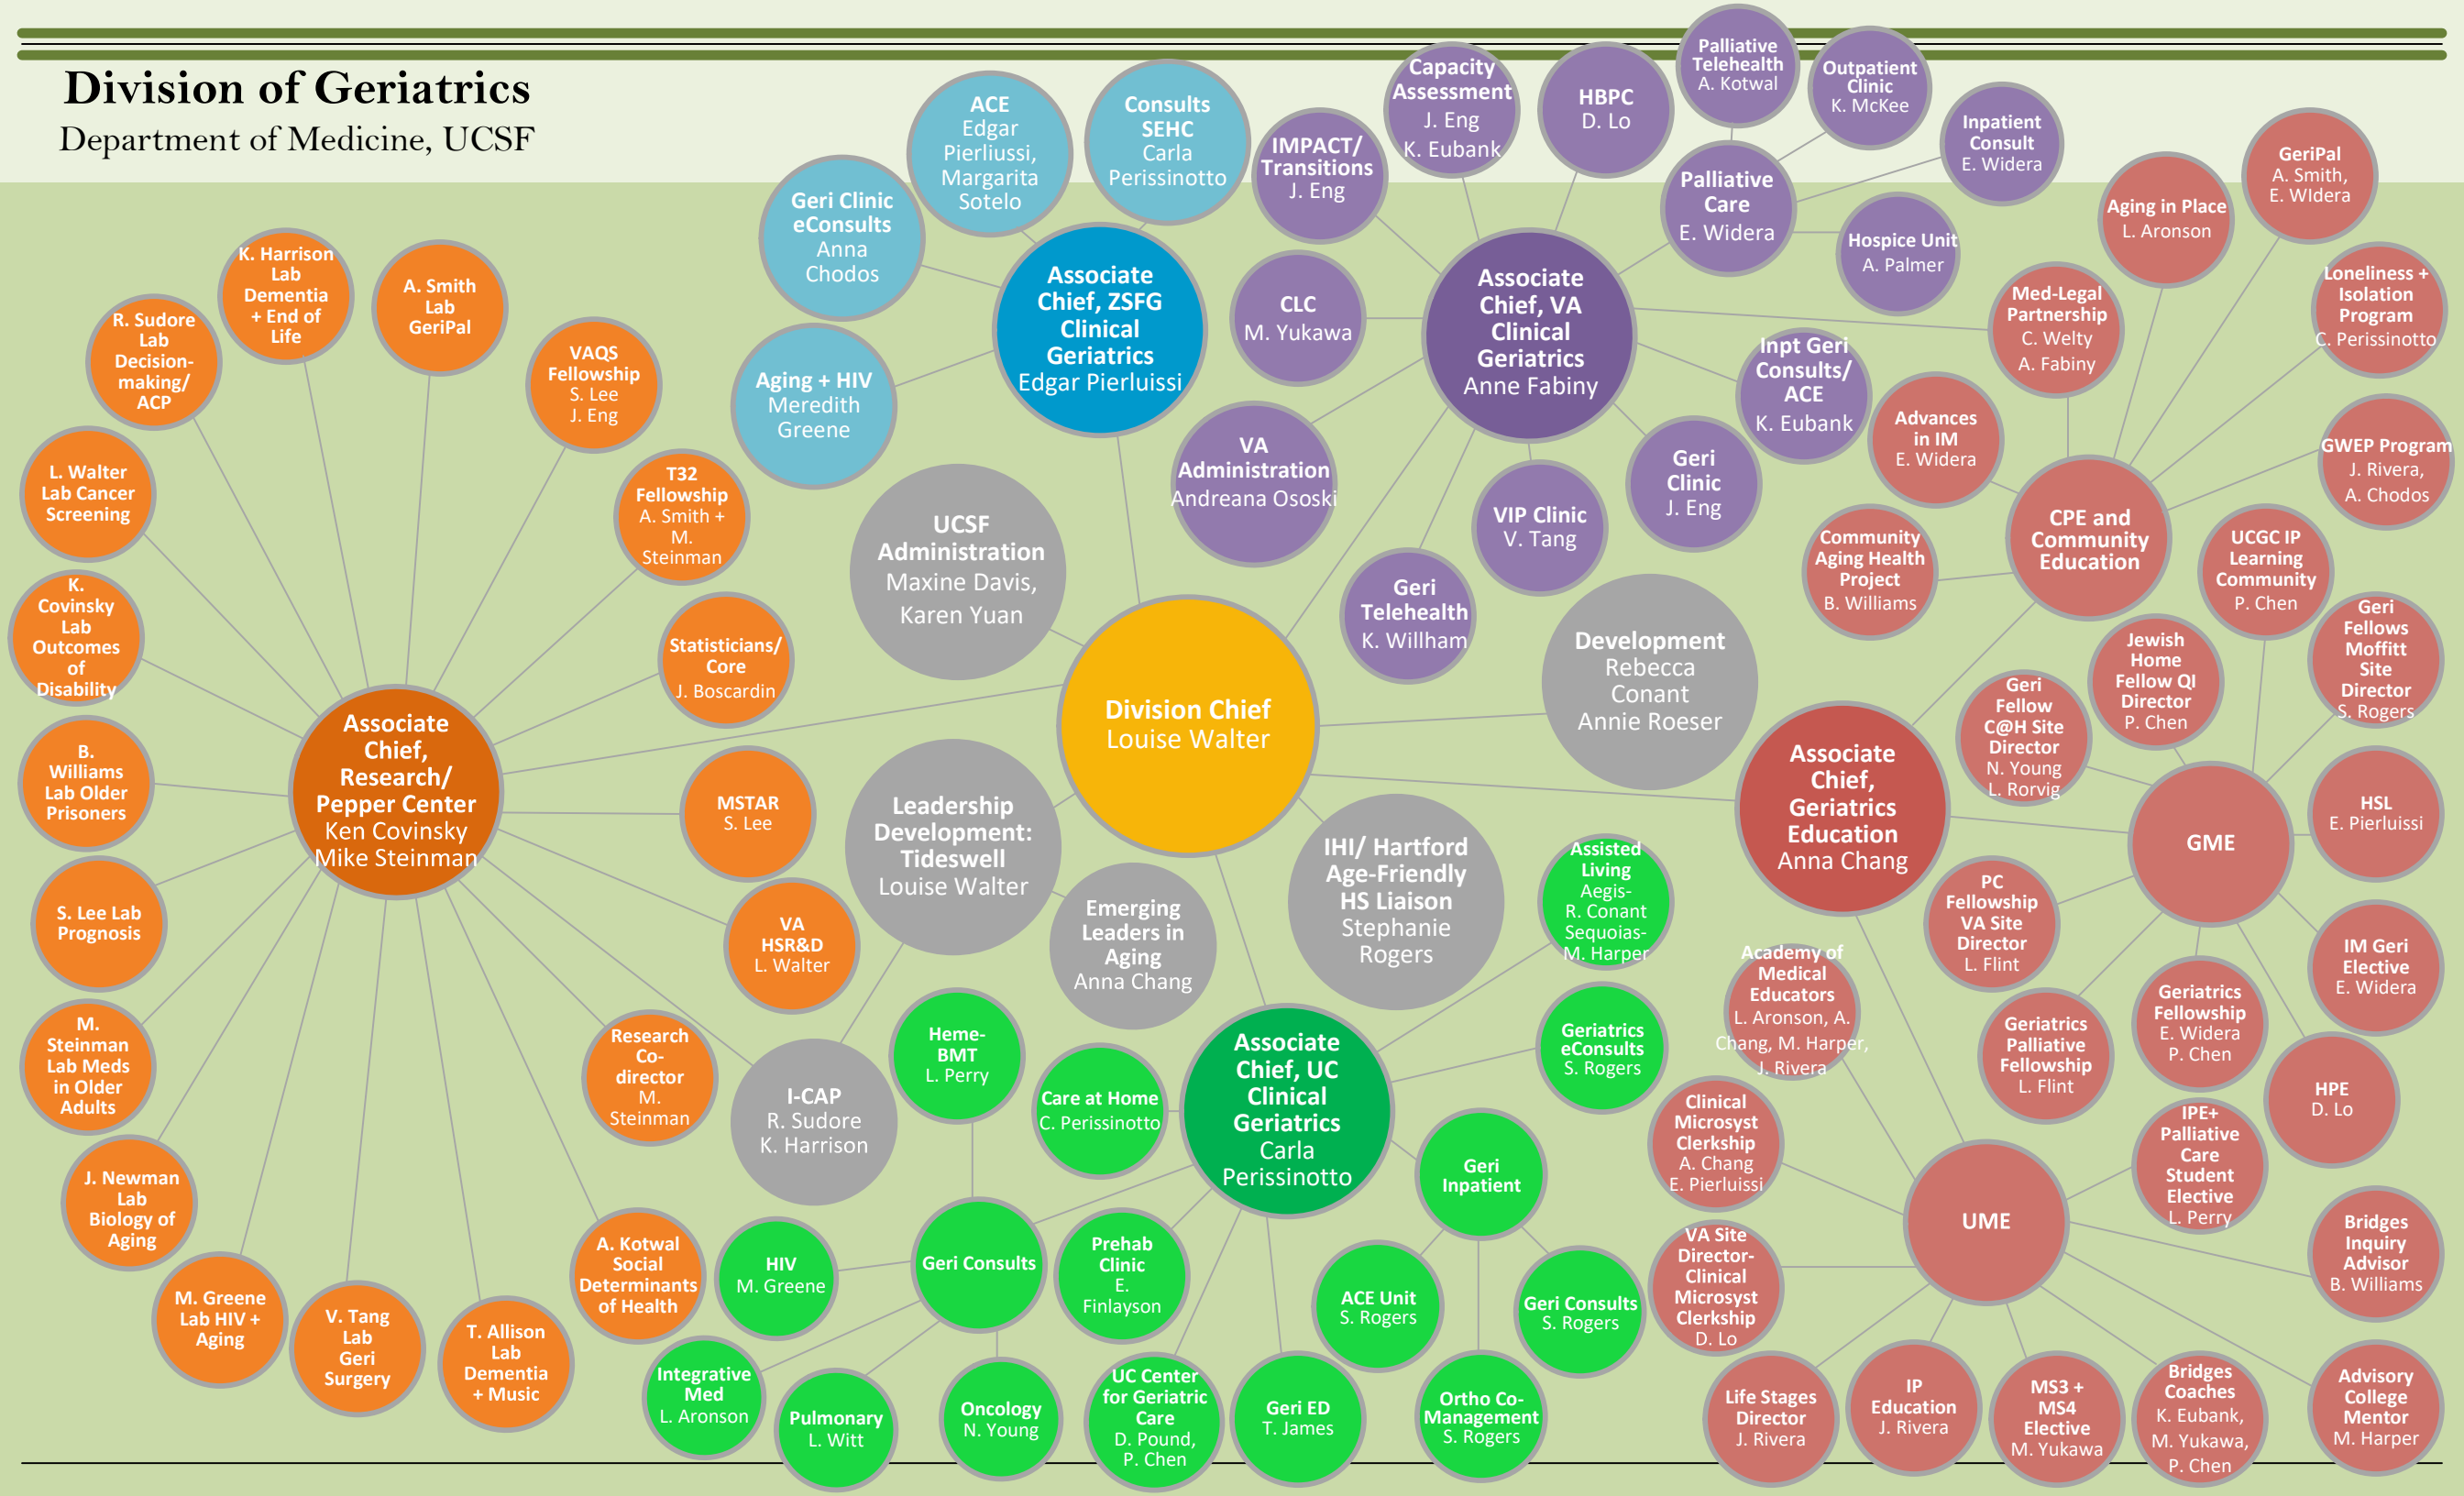 Division of Geriatrics
Department of Medicine, UCSF
ACE
Edgar
Pierliussi,
Margarita
Sotelo
Consults
SEHC
Carla
Perissinotto
Geri Clinic
eConsults
Anna
Chodos
Aging + HIV
Meredith
Greene
Associate
Chief, ZSFG
Clinical
Geriatrics
Edgar Pierluissi
IMPACT/
Transitions
J. Eng
Capacity
Assessment
J. Eng
K. Eubank
HBPC
D. Lo
Palliative
Telehealth
A. Kotwal
Outpatient
Clinic
K. McKee
Inpatient
Consult
E. Widera
Palliative
Care
E. Widera
Hospice Unit
A. Palmer
CLC
M. Yukawa
Associate
Chief, VA
Clinical
Geriatrics
Anne Fabiny
Inpt Geri
Consults/
ACE
K. Eubank
VA
Administration
Andreana Ososki
Geri
Clinic
J. Eng
VIP Clinic
V. Tang
Geri
Telehealth
K. Willham
GeriPal
A. Smith,
E. WIdera
Aging in Place
L. Aronson
Loneliness +
Isolation
Program
C. Perissinotto
Med-Legal
Partnership
C. Welty
A. Fabiny
Advances
in IM
E. Widera
GWEP Program
J. Rivera,
A. Chodos
CPE and
Community
Education
Community
Aging Health
Project
B. Williams
UCGC IP
Learning
Community
P. Chen
Geri
Fellows
Moffitt
Site
Director
S. Rogers
Jewish
Home
Fellow QI
Director
P. Chen
Geri
Fellow
C@H Site
Director
N. Young
L. Rorvig
HSL
E. Pierluissi
GME
PC
Fellowship
VA Site
Director
L. Flint
IM Geri
Elective
E. Widera
Geriatrics
Fellowship
E. Widera
P. Chen
Geriatrics
Palliative
Fellowship
L. Flint
HPE
D. Lo
Associate
Chief,
Geriatrics
Education
Anna Chang
Academy of
Medical
Educators
L. Aronson, A.
Chang, M. Harper,
J. Rivera
Clinical
Microsyst
Clerkship
A. Chang
E. Pierluissi
IPE+
Palliative
Care
Student
Elective
L. Perry
UME
Bridges
Inquiry
Advisor
B. Williams
VA Site
Director-
Clinical
Microsyst
Clerkship
D. Lo
Life Stages
Director
J. Rivera
IP
Education
J. Rivera
MS3 +
MS4
Elective
M. Yukawa
Bridges
Coaches
K. Eubank,
M. Yukawa,
P. Chen
Advisory
College
Mentor
M. Harper
K. Harrison
Lab
Dementia
+ End of
Life
A. Smith
Lab
GeriPal
R. Sudore
Lab
Decision-
making/
ACP
VAQS
Fellowship
S. Lee
J. Eng
L. Walter
Lab Cancer
Screening
T32
Fellowship
A. Smith +
M.
Steinman
K.
Covinsky
Lab
Outcomes
of
Disability
Statisticians/
Core
J. Boscardin
B.
Williams
Lab Older
Prisoners
Associate
Chief,
Research/
Pepper Center
Ken Covinsky
Mike Steinman
MSTAR
S. Lee
S. Lee Lab
Prognosis
VA
HSR&D
L. Walter
M.
Steinman
Lab Meds
in Older
Adults
Research
Co-
director
M.
Steinman
J. Newman
Lab
Biology of
Aging
M. Greene
Lab HIV +
Aging
V. Tang
Lab
Geri
Surgery
T. Allison
Lab
Dementia
+ Music
A. Kotwal
Social
Determinants
of Health
UCSF
Administration
Maxine Davis,
Karen Yuan
Division Chief
Louise Walter
Development
Rebecca
Conant
Annie Roeser
Leadership
Development:
Tideswell
Louise Walter
Emerging
Leaders in
Aging
Anna Chang
IHI/ Hartford
Age-Friendly
HS Liaison
Stephanie
Rogers
I-CAP
R. Sudore
K. Harrison
Assisted
Living
Aegis-
R. Conant
Sequoias-
M. Harper
Geriatrics
eConsults
S. Rogers
Heme-
BMT
L. Perry
Care at Home
C. Perissinotto
Associate
Chief, UC
Clinical
Geriatrics
Carla
Perissinotto
Geri
Inpatient
HIV
M. Greene
Geri Consults
Prehab
Clinic
E.
Finlayson
ACE Unit
S. Rogers
Geri Consults
S. Rogers
Integrative
Med
L. Aronson
Pulmonary
L. Witt
Oncology
N. Young
UC Center
for Geriatric
Care
D. Pound,
P. Chen
Geri ED
T. James
Ortho Co-
Management
S. Rogers